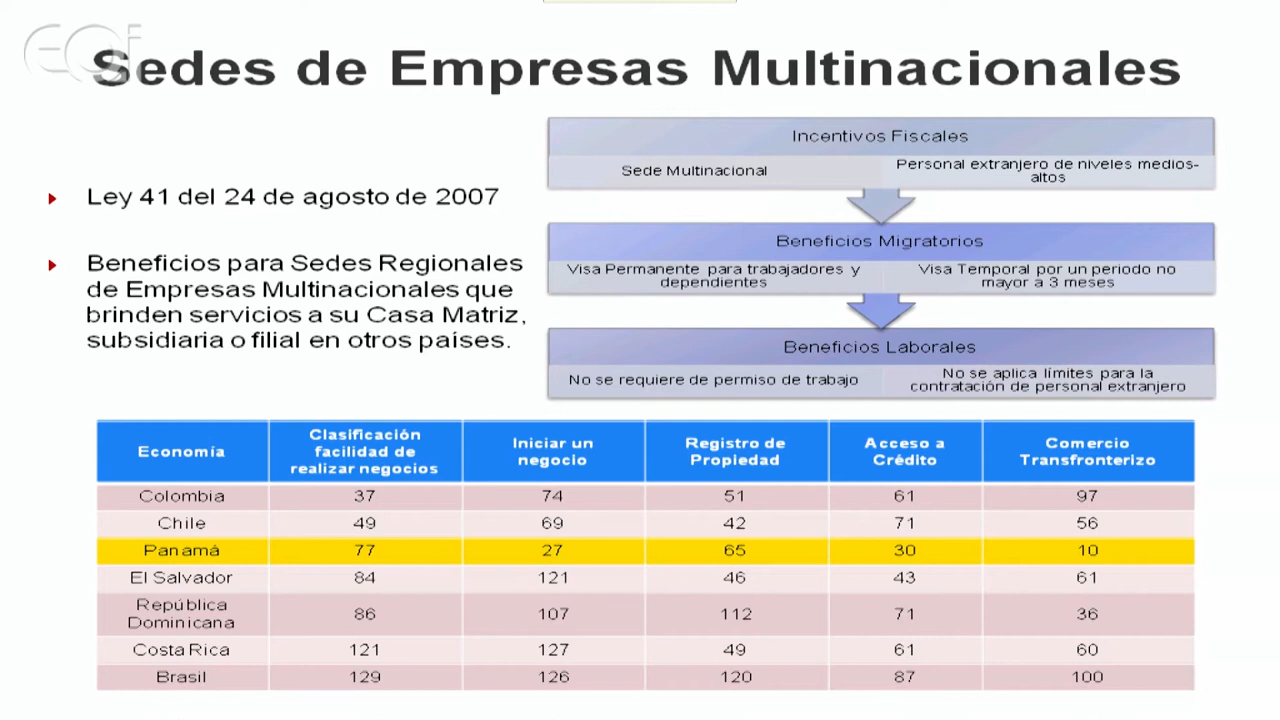 EQi
Sedes de Empresas Multinacionales
Ley 41 del 24 de agosto de 2007
Beneficios para Sedes Regionales
de Empresas Multinacionales que
brinden servicios a su Casa Matriz,
subsidiaria o filial en otros países.
Incentivos Fiscales
Sede Multinacional
Personal extranjero de niveles medios-
altos
Beneficios Migratorios
Visa Permanente para trabajadores y
dependientes
Visa Temporal por un periodo no
mayor a 3 meses
Beneficios Laborales
No se requiere de permiso de trabajo
No se aplica límites para la
contratación de personal extranjero
Economía Clasificación facilidad de realizar negocios Iniciar un negocio Registro de Propiedad Acceso a Crédito Comercio Transfronterizo
Colombia 37 74 51 61 97
Chile 49 69 42 71 56
Panamá 77 27 65 30 10
El Salvador 84 121 46 43 61
República Dominicana 86 107 112 71 36
Costa Rica 121 127 49 61 60
Brasil 129 126 120 87 100